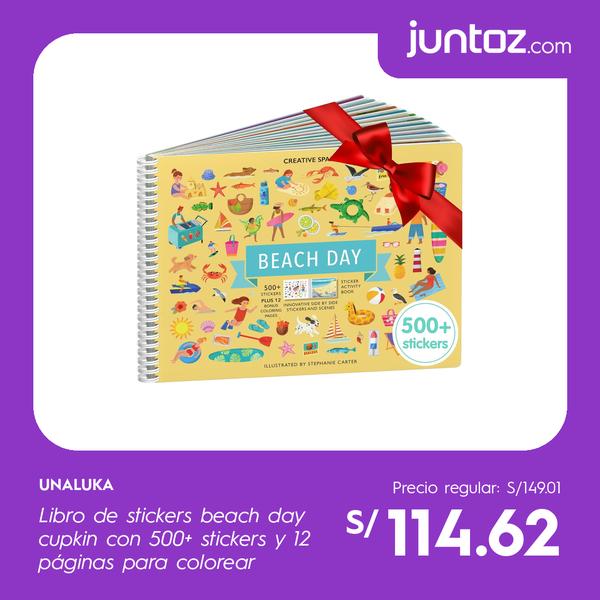 juntoz.com
CREATIVE
BEACH DAY
500+
STICKERS
PLUS 12
BONUS
COLORING
PAGES
INNOVATIVE SIDE BY SIDE
STICKERS AND SCENES
STICKER
ACTIVITY
BOOK
500+
stickers
ILLUSTRATED BY STEPHANIE CARTER
UNALUKA
Libro de stickers beach day
cupkin con 500+ stickers y 12
páginas para colorear
Precio regular: S/149.01
S/114.62